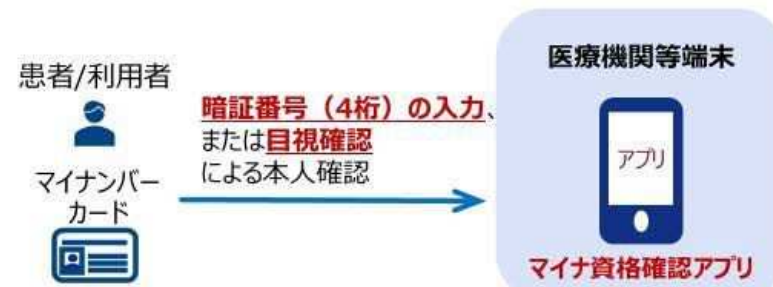 患者/利用者
マイナンバー
カード
暗証番号（4桁）の入力、
または目視確認
による本人確認
医療機関等端末
アプリ
マイナ資格確認アプリ